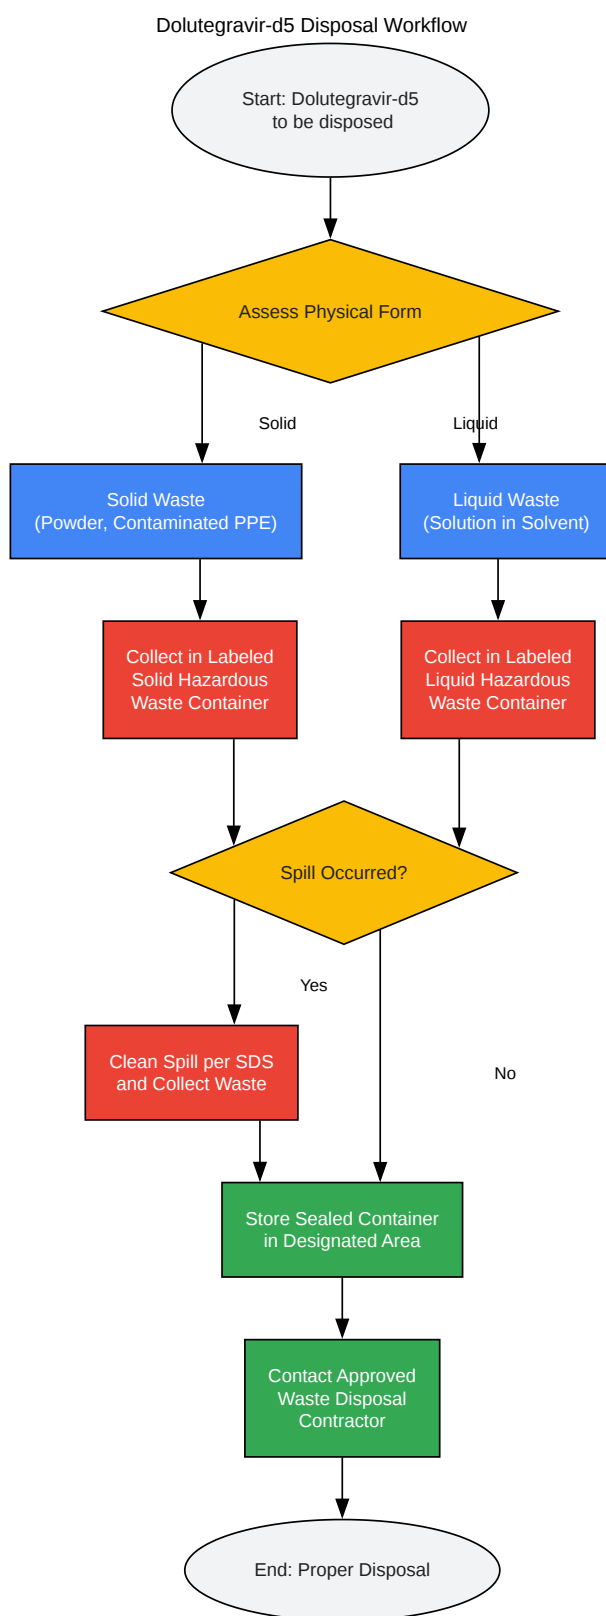 Dolutegravir-d5 Disposal Workflow
Start: Dolutegravir-d5
to be disposed
Assess Physical Form
Solid
Liquid
Solid Waste
(Powder, Contaminated PPE)
Liquid Waste
(Solution in Solvent)
Collect in Labeled
Solid Hazardous
Waste Container
Collect in Labeled
Liquid Hazardous
Waste Container
Spill Occurred?
Yes
Clean Spill per SDS
and Collect Waste
No
Store Sealed Container
in Designated Area
Contact Approved
Waste Disposal
Contractor
End: Proper Disposal